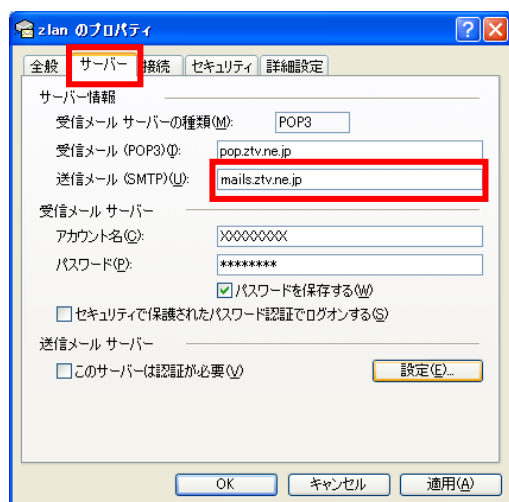 zlan のプロパティ
全般 サーバー 接続 セキュリティ 詳細設定
サーバー情報
受信メール サーバーの種類(M): POP3
受信メール (POP3)(I): pop.ztv.ne.jp
送信メール (SMTP)(U): mails.ztv.ne.jp
受信メール サーバー
アカウント名(C): XXXXXXXX
パスワード(P): ********
パスワードを保存する(W)
セキュリティで保護されたパスワード認証でログオンする(S)
送信メール サーバー
このサーバーは認証が必要(V) 設定(E)...
OK キャンセル 適用(A)